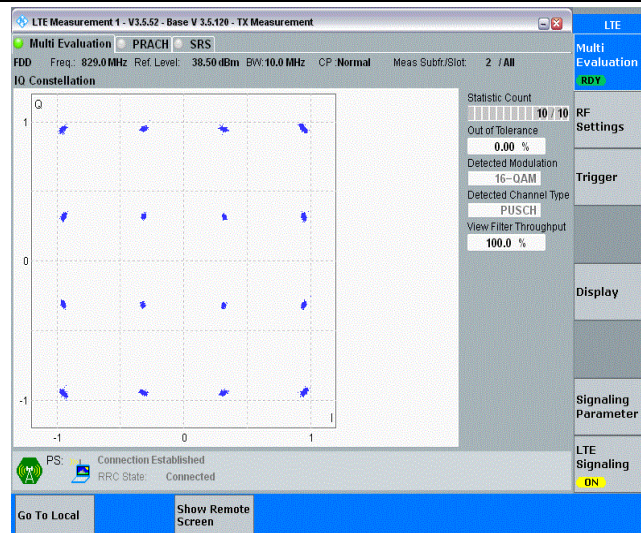 LTE Measurement 1 - V3.5.52 - Base V 3.5.120 - TX Measurement
LTE
Multi Evaluation PRACH SRS
Multi
Evaluation
RDY
FDD Freq.: 829.0 MHz Ref. Level: 38.50 dBm BW: 10.0 MHz CP: Normal Meas Subfr./Slot: 2 / All
IQ Constellation
Statistic Count
10 / 10
Out of Tolerance
0.00 %
Detected Modulation
16-QAM
Detected Channel Type
PUSCH
View Filter Throughput
100.0 %
Q
1
0
-1
I
-1 0 1
RF
Settings
Trigger
Display
Signaling
Parameter
LTE
Signaling
ON
PS: Connection Established
RRC State: Connected
Go To Local
Show Remote
Screen